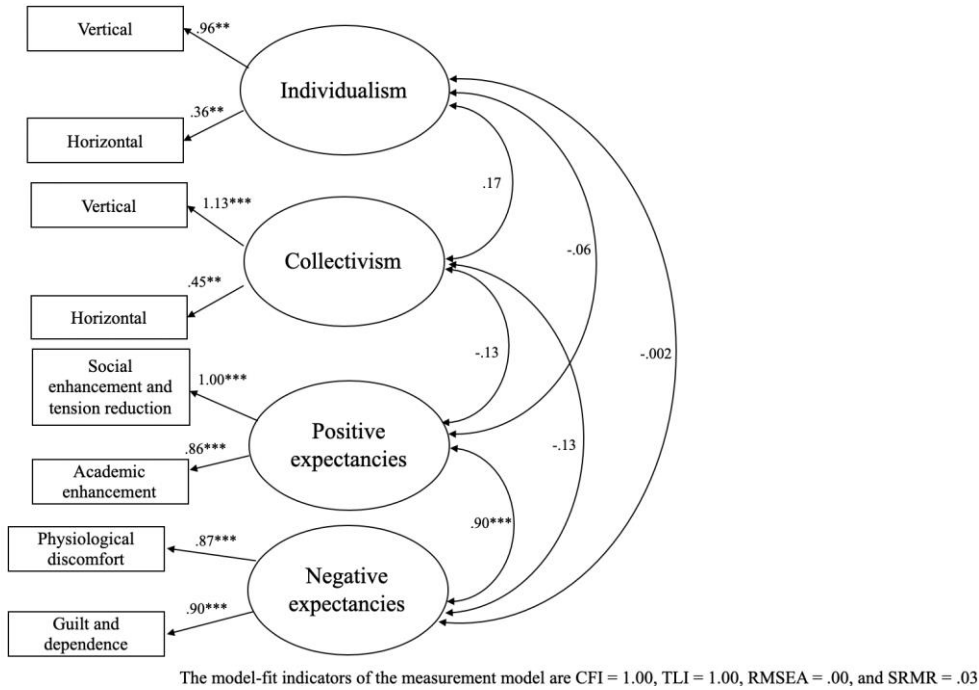 Vertical
.96**
Individualism
.36**
Horizontal
Vertical
1.13***
.17
Collectivism
-.06
.45**
Horizontal
-.13
-.002
Social
enhancement and
tension reduction
1.00***
Positive
expectancies
-.13
.86***
Academic
enhancement
.90***
Physiological
discomfort
.87***
Negative
expectancies
.90***
Guilt and
dependence
The model-fit indicators of the measurement model are CFI = 1.00, TLI = 1.00, RMSEA = .00, and SRMR = .03